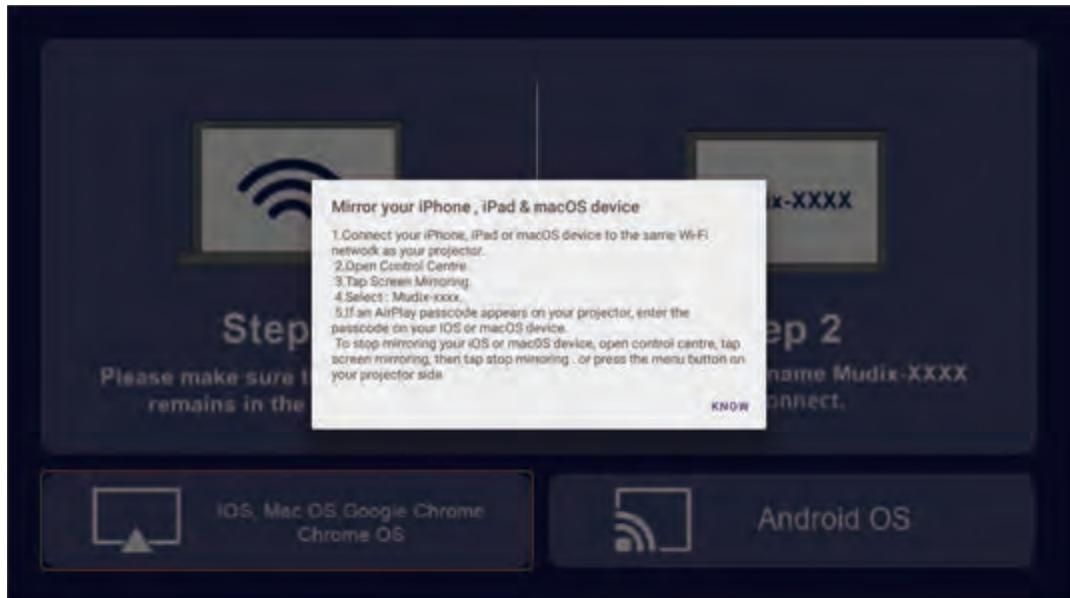 Mirror your iPhone , iPad & macOS device
1.Connect your iPhone, iPad or macOS device to the same Wi-Fi
network as your projector.
2.Open Control Centre.
3.Tap Screen Mirroring.
4.Select : Mudix-xxxx.
5.If an AirPlay passcode appears on your projector, enter the
passcode on your IOS or macOS device.
To stop mirroring your iOS or macOS device, open control centre, tap
screen mirroring, then tap stop mirroring . or press the menu button on
your projector side
KNOW
ix-XXXX
Step
ep 2
Please make sure
remains in the
name Mudix-XXXX
onnect.
IOS, Mac OS,Google Chrome
Chrome OS
Android OS